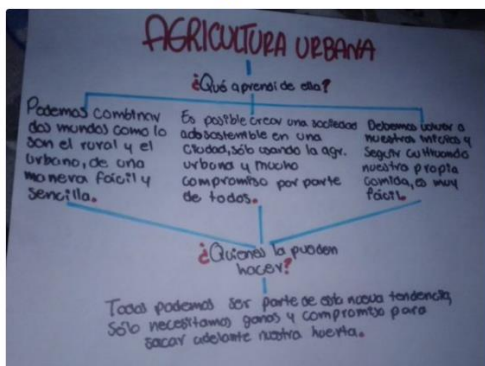 AGRICULTURA URBANA
¿Qué aprendí de ella?
Podemos combinar
dos mundos como lo
son el rural y el
urbano, de una
manera fácil y
sencilla.
Es posible crear una sociedad
autosostenible en una
ciudad, sólo usando la agr.
urbana y mucho
compromiso por parte
de todos.
Debemos volver a
nuestros inicios y
seguir cultivando
nuestra propia
comida, es muy
fácil.
¿Quienes la pueden
hacer?
Todos podemos ser parte de esta nueva tendencia,
sólo necesitamos ganas y compromiso para
sacar adelante nuestra huerta.